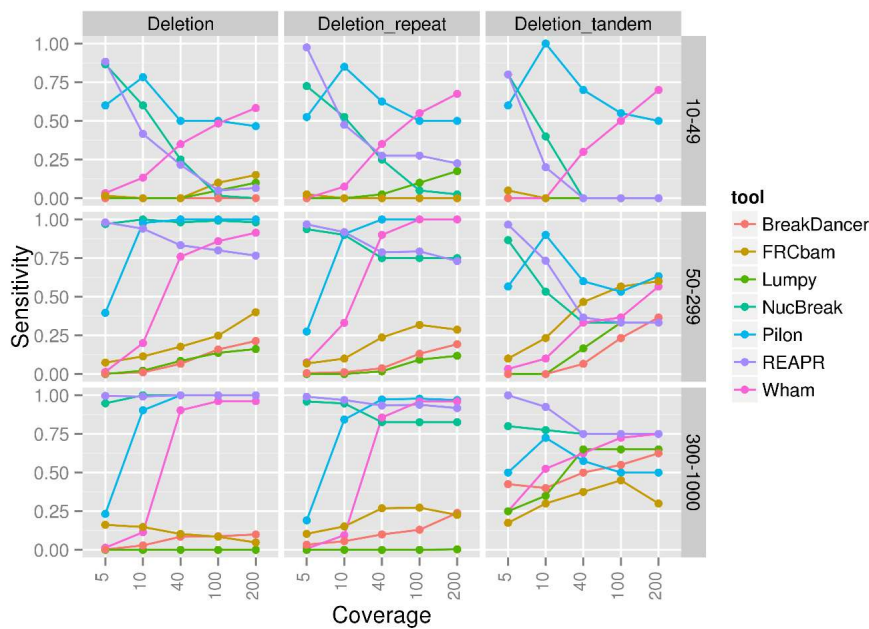 Deletion Deletion_repeat Deletion_tandem
1.00
0.75
0.50
0.25
0.00
10-49
1.00
0.75
0.50
0.25
0.00
50-299
1.00
0.75
0.50
0.25
0.00
300-1000
Sensitivity
5 10 40 100 200 5 10 40 100 200 5 10 40 100 200
Coverage
tool
BreakDancer
FRCbam
Lumpy
NucBreak
Pilon
REAPR
Wham